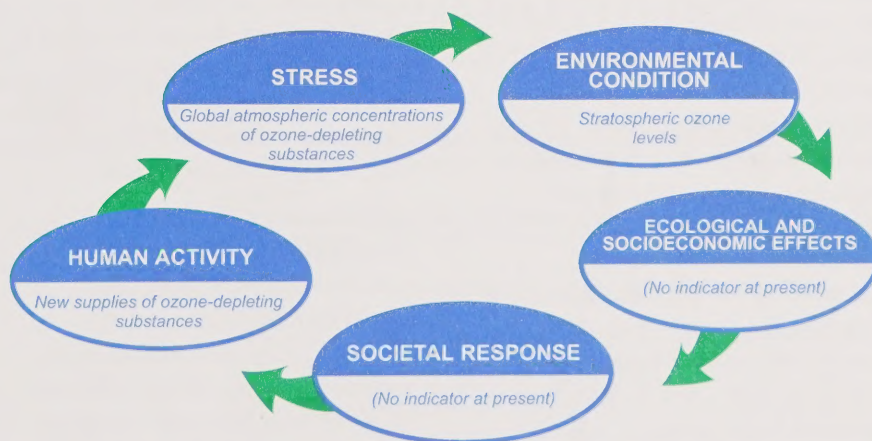 STRESS
Global atmospheric concentrations
of ozone-depleting
substances
ENVIRONMENTAL
CONDITION
Stratospheric ozone
levels
ECOLOGICAL AND
SOCIOECONOMIC EFFECTS
(No indicator at present)
SOCIETAL RESPONSE
(No indicator at present)
HUMAN ACTIVITY
New supplies of ozone-depleting
substances